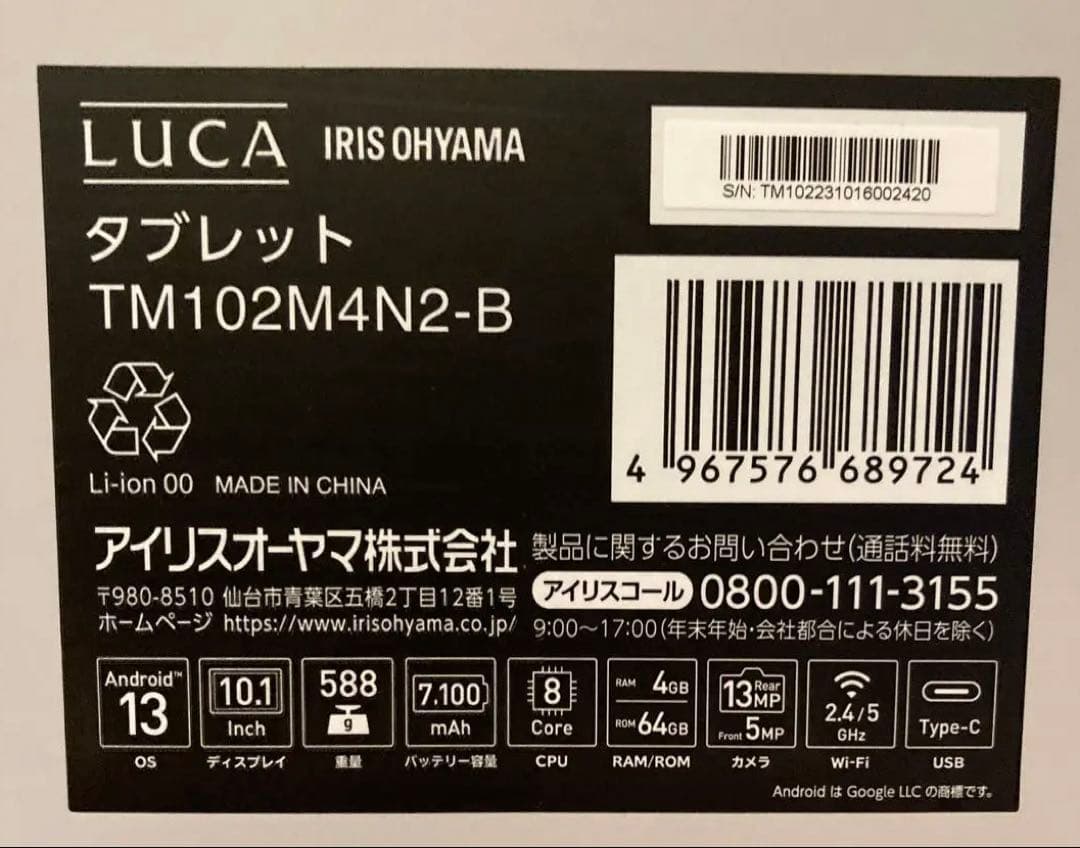 LUCA IRIS OHYAMA
S/N: TM102231016002420
タブレット
TM102M4N2-B
4 967576 689724
Li-ion 00 MADE IN CHINA
アイリスオーヤマ株式会社
〒980-8510 仙台市青葉区五橋2丁目12番1号
ホームページ https://www.irisohyama.co.jp/
製品に関するお問い合わせ(通話料無料)
アイリスコール 0800-111-3155
9:00〜17:00(年末年始・会社都合による休日を除く)
Android™ 13 OS
10.1 Inch ディスプレイ
588 g 重量
7,100 mAh バッテリー容量
8 Core CPU
RAM 4GB ROM 64GB RAM/ROM
13MP Rear Front 5MP カメラ
2.4/5 GHz Wi-Fi
Type-C USB
Android は Google LLC の商標です。